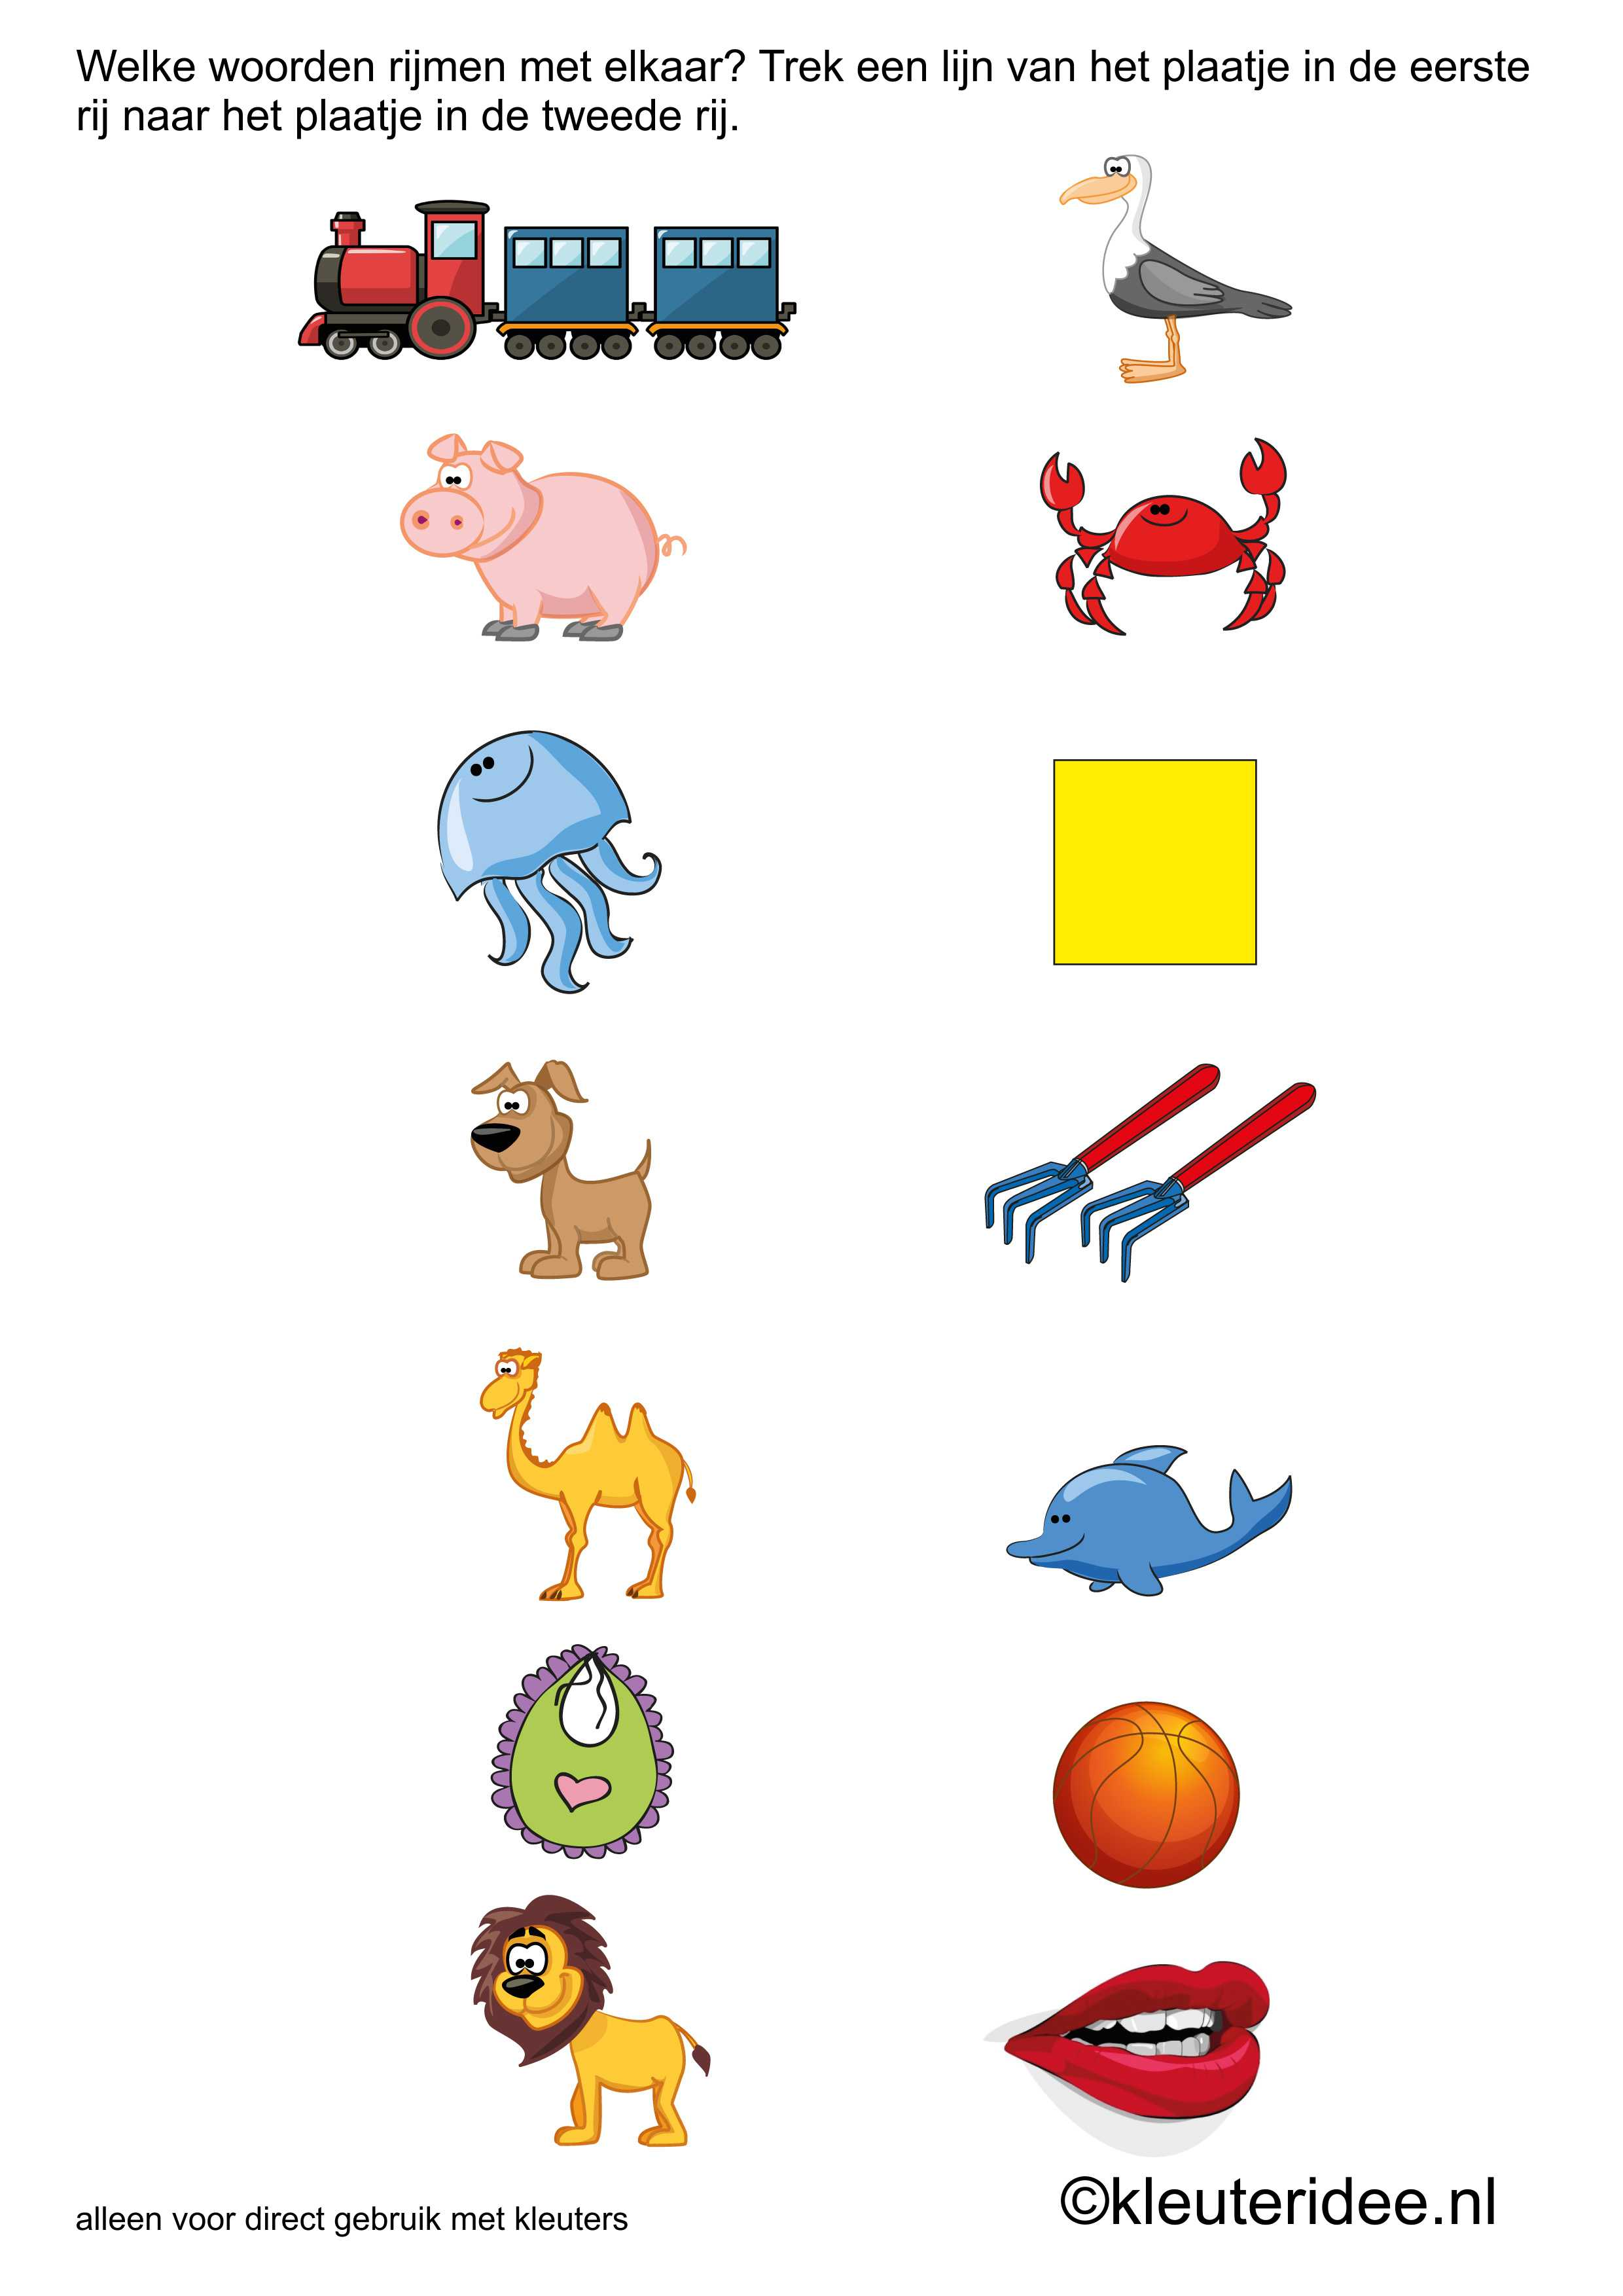 Welke woorden rijmen met elkaar? Trek een lijn van het plaatje in de eerste
rij naar het plaatje in de tweede rij.
alleen voor direct gebruik met kleuters
©kleuteridee.nl